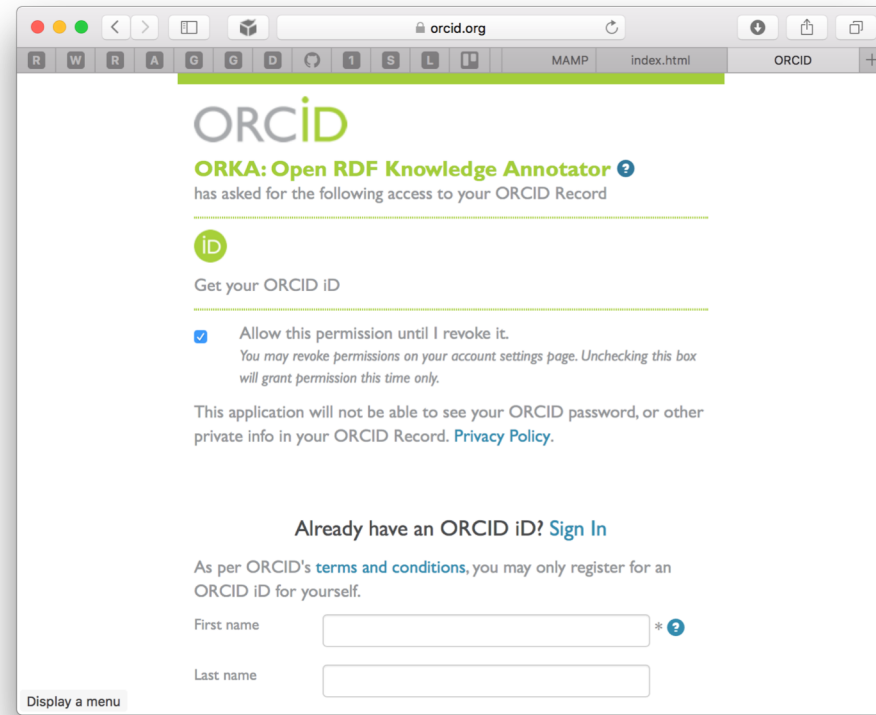 orcid.org
R W R A G G D 1 S L MAMP index.html ORCID +
ORCiD
ORKA: Open RDF Knowledge Annotator ?
has asked for the following access to your ORCID Record
iD
Get your ORCID iD
Allow this permission until I revoke it.
You may revoke permissions on your account settings page. Unchecking this box
will grant permission this time only.
This application will not be able to see your ORCID password, or other
private info in your ORCID Record. Privacy Policy.
Already have an ORCID iD? Sign In
As per ORCID's terms and conditions, you may only register for an
ORCID iD for yourself.
First name * ?
Last name
Display a menu